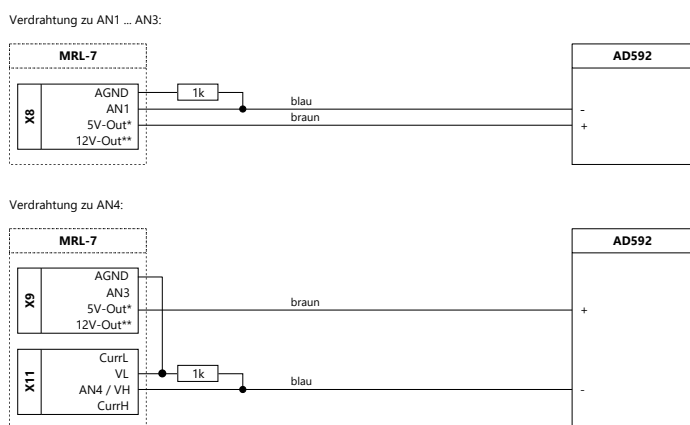 Verdrahtung zu AN1 ... AN3:
MRL-7
AD592
X8
AGND
1k
AN1
blau
-
5V-Out*
braun
+
12V-Out**
Verdrahtung zu AN4:
MRL-7
AD592
X9
AGND
AN3
5V-Out*
braun
+
12V-Out**
X11
CurrL
VL
1k
AN4 / VH
blau
-
CurrH